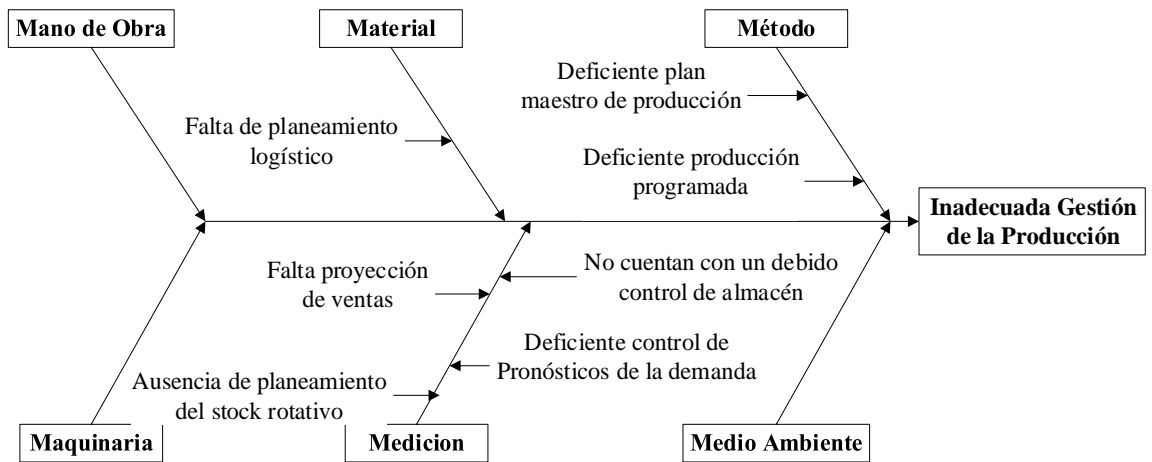 Mano de Obra
Material
Método
Deficiente plan
maestro de producción
Falta de planeamiento
logístico
Deficiente producción
programada
Inadecuada Gestión
de la Producción
Falta proyección
de ventas
No cuentan con un debido
control de almacén
Deficiente control de
Pronósticos de la demanda
Ausencia de planeamiento
del stock rotativo
Maquinaria
Medicion
Medio Ambiente